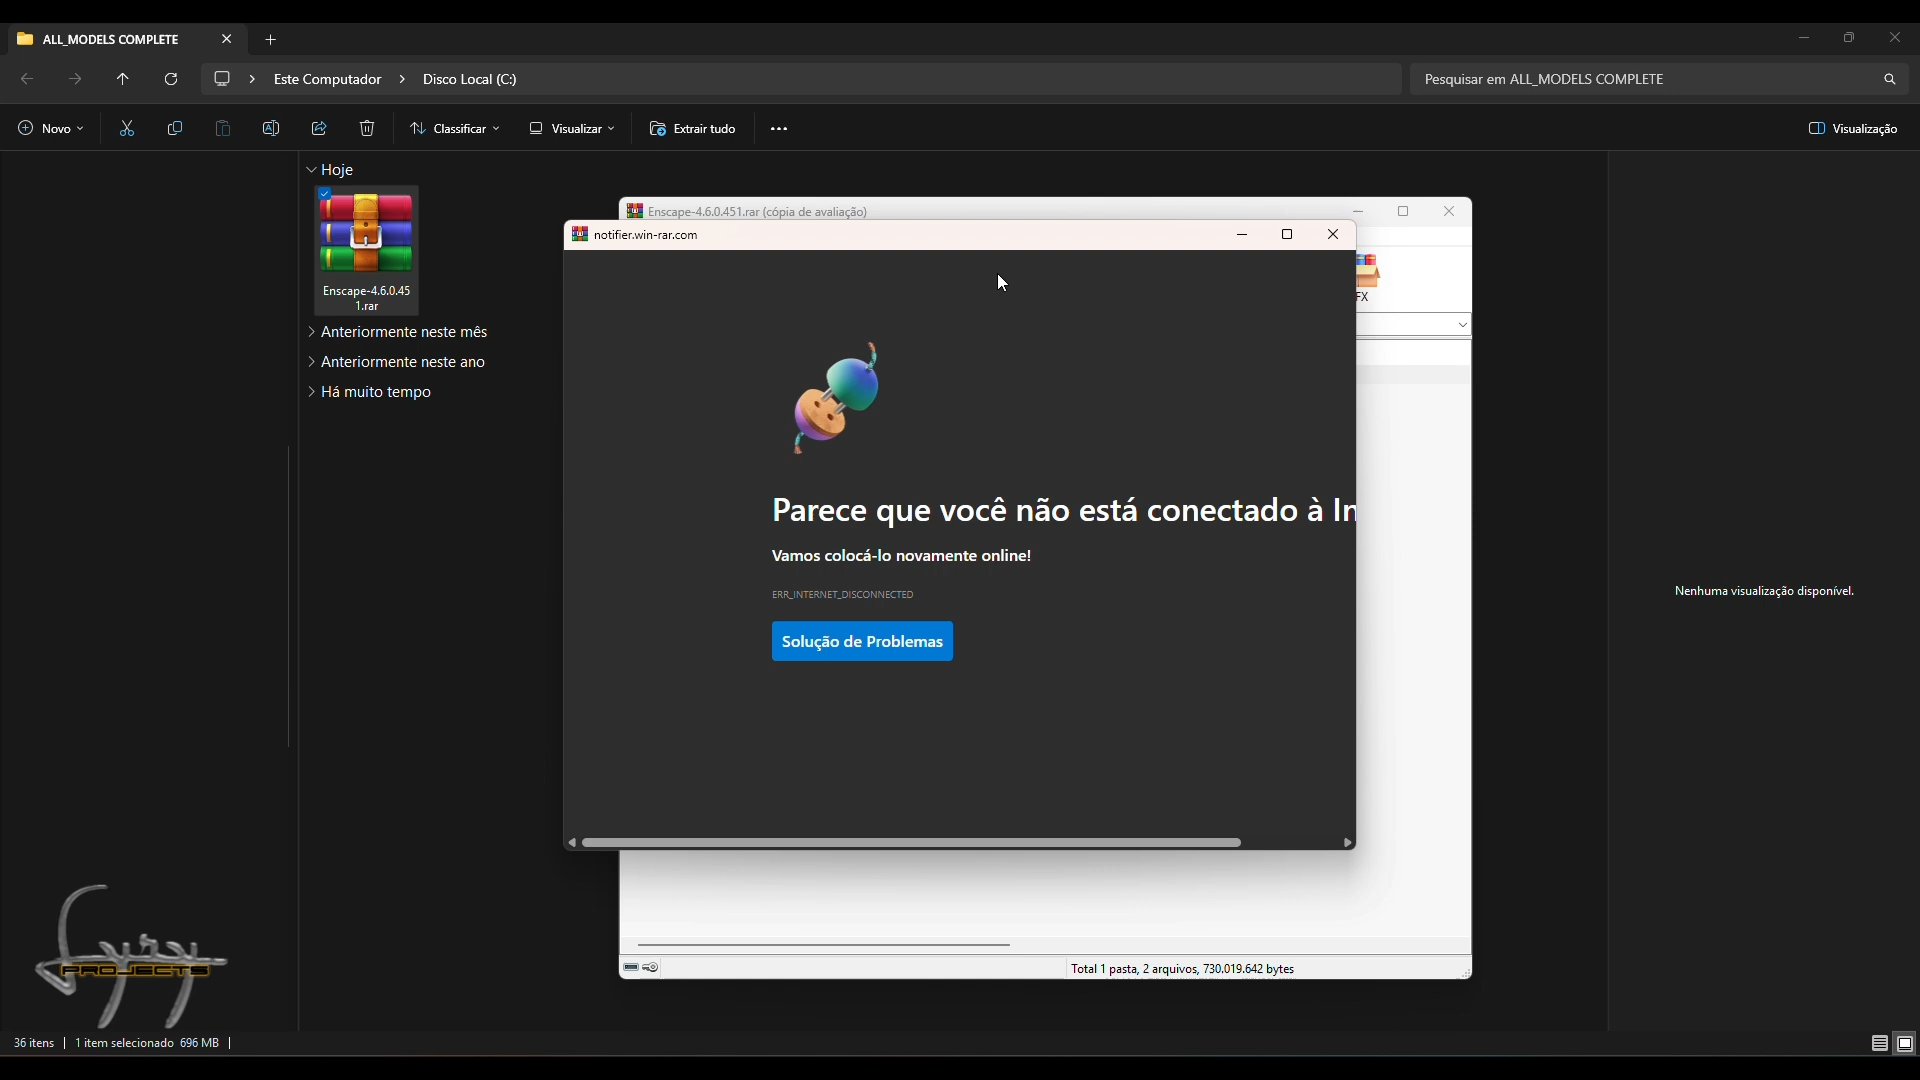 ALL_MODELS COMPLETE
Este Computador > Disco Local (C:)
Pesquisar em ALL_MODELS COMPLETE
Novo
Classificar
Visualizar
Extrair tudo
Visualização
Hoje
Enscape-4.6.0.45
1.rar
Anteriormente neste mês
Anteriormente neste ano
Há muito tempo
Enscape-4.6.0.451.rar (cópia de avaliação)
notifier.win-rar.com
FX
Parece que você não está conectado à In
Vamos colocá-lo novamente online!
ERR_INTERNET_DISCONNECTED
Solução de Problemas
Nenhuma visualização disponível.
Total 1 pasta, 2 arquivos, 730.019.642 bytes
PROJECTS
36 itens
1 item selecionado 696 MB